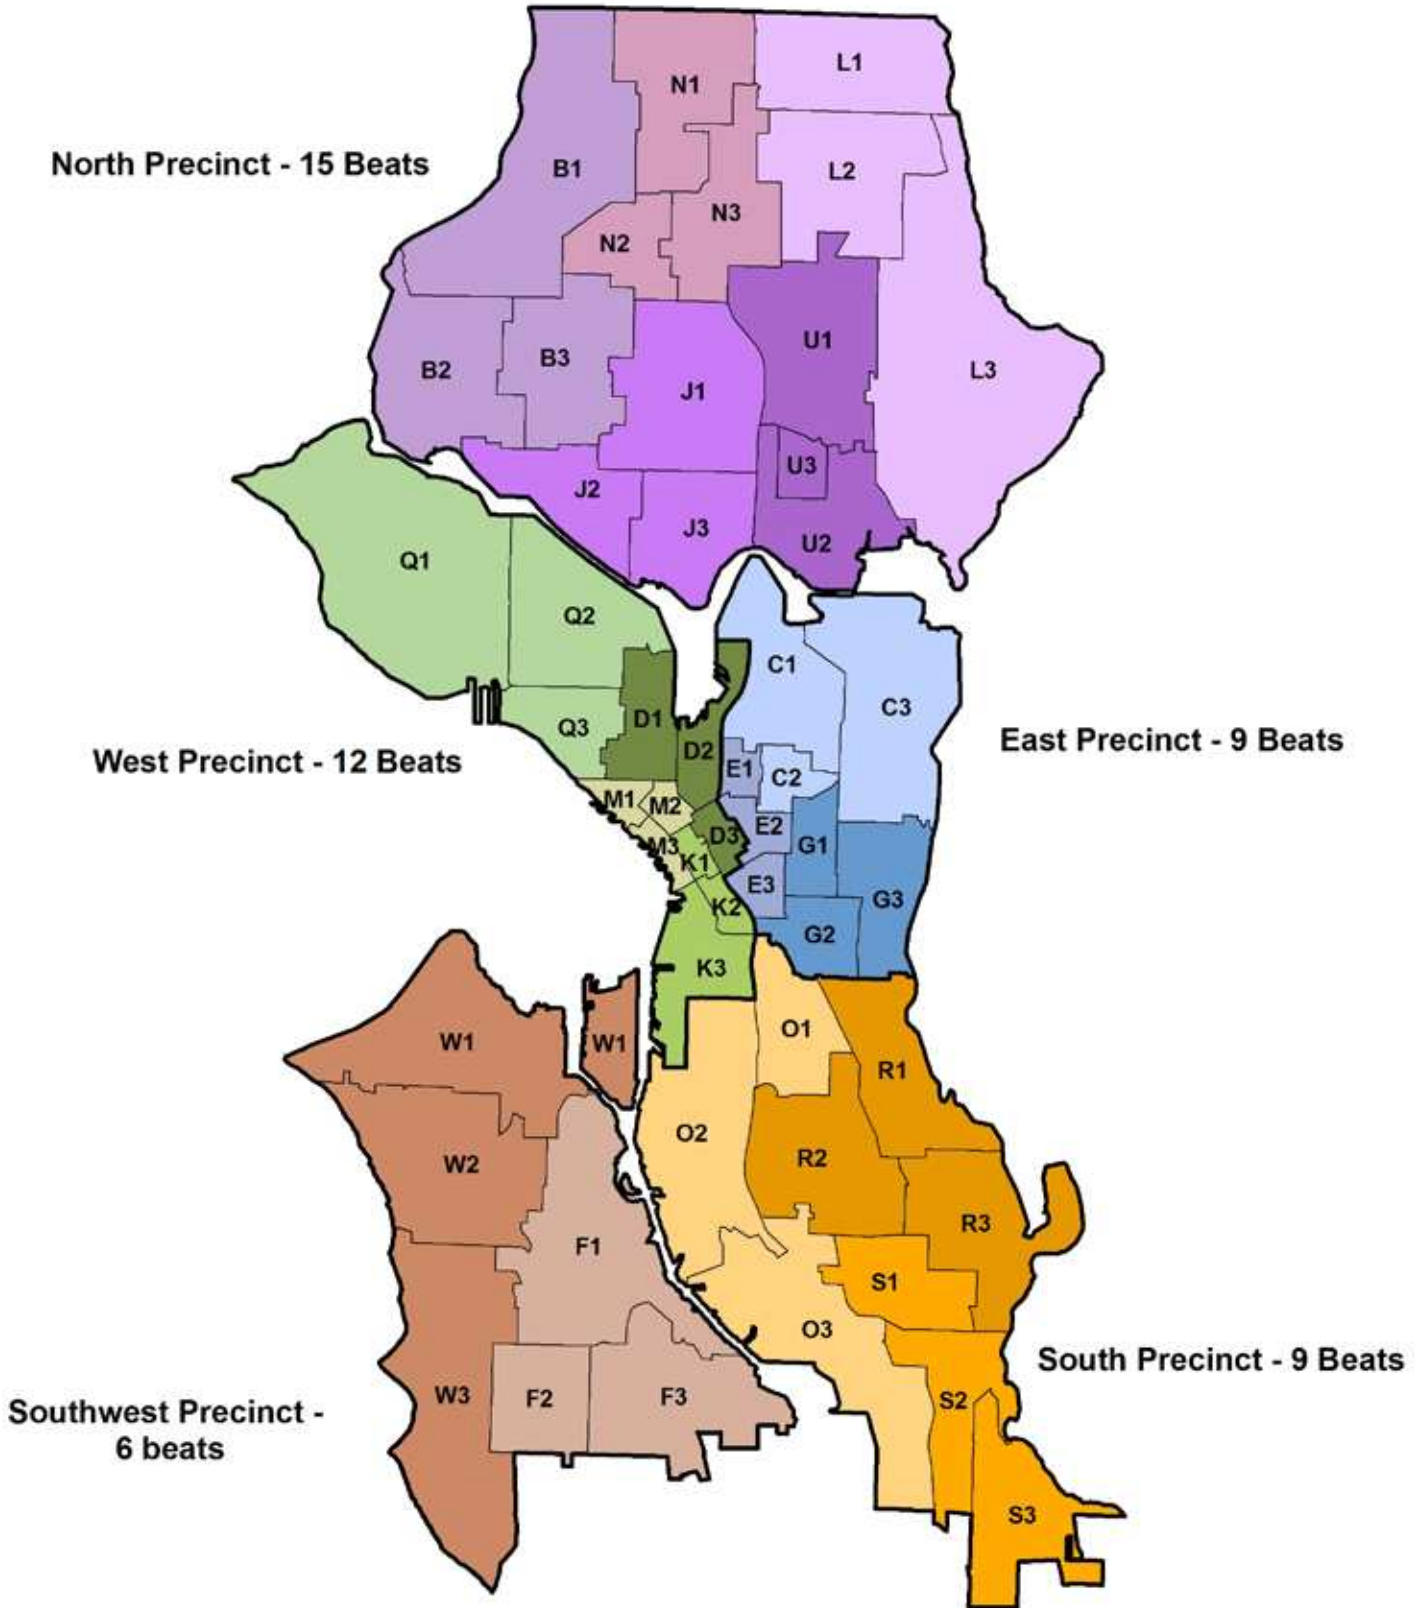 L1
N1
North Precinct - 15 Beats
B1
L2
N3
N2
U1
B3
B2
L3
J1
U3
J2
J3
U2
Q1
Q2
C1
C3
D1
Q3
East Precinct - 9 Beats
D2
West Precinct - 12 Beats
E1
C2
M1
M2
E2
D3
G1
M3
K1
E3
G3
K2
G2
K3
O1
W1
W1
R1
O2
R2
W2
R3
F1
S1
O3
South Precinct - 9 Beats
W3
F2
F3
S2
Southwest Precinct -
6 beats
S3